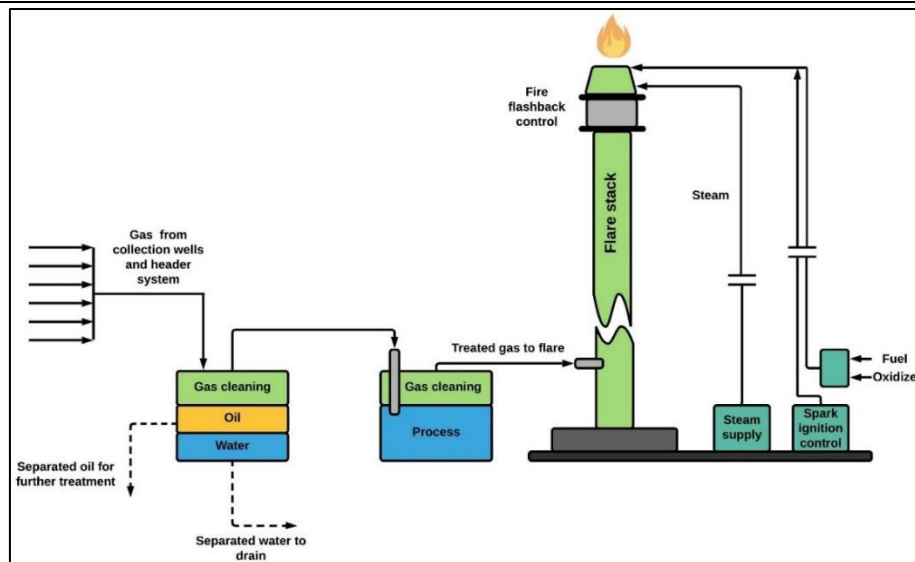 Fire
flashback
control
Flare stack
Steam
Gas from
collection wells
and header
system
Treated gas to flare
Gas cleaning
Oil
Water
Gas cleaning
Process
Fuel
Oxidize
Steam
supply
Spark
ignition
control
Separated oil for
further treatment
Separated water to
drain